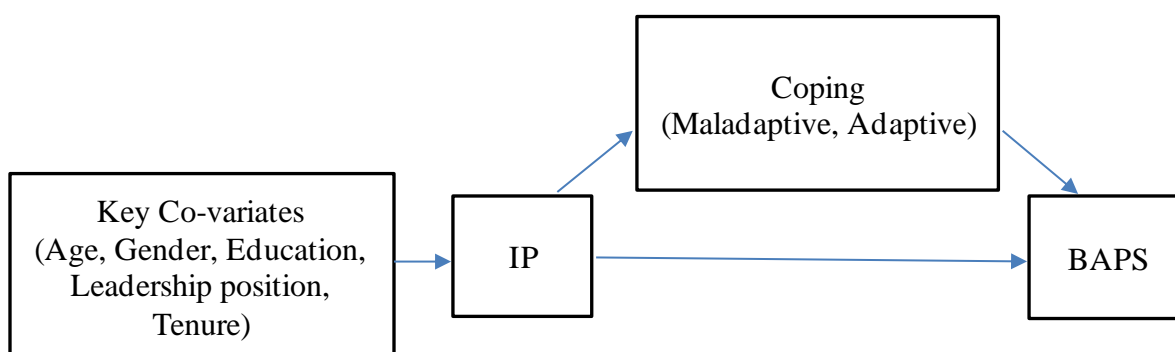 Coping
(Maladaptive, Adaptive)
Key Co-variates
(Age, Gender, Education,
Leadership position,
Tenure)
IP
BAPS